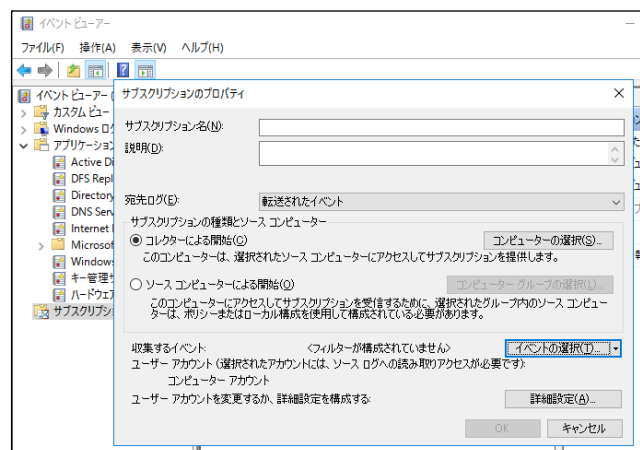 イベント ビューアー
ファイル(F) 操作(A) 表示(V) ヘルプ(H)
イベント ビューアー (
カスタム ビュー
Windows ログ
アプリケーション
Active Di
DFS Repl
Directory
DNS Serv
Internet
Microsof
Windows
キー管理サ
ハードウェア
サブスクリプシ
サブスクリプションのプロパティ
サブスクリプション名(N):
説明(D):
宛先ログ(E): 転送されたイベント
サブスクリプションの種類とソース コンピューター
コレクターによる開始(C) コンピューターの選択(S)...
このコンピューターは、選択されたソース コンピューターにアクセスしてサブスクリプションを提供します。
ソース コンピューターによる開始(O) コンピューター グループの選択(L)...
このコンピューターにアクセスしてサブスクリプションを受信するために、選択されたグループ内のソース コンピュー
ターは、ポリシーまたはローカル構成を使用して構成されている必要があります。
収集するイベント: <フィルターが構成されていません> イベントの選択(T)...
ユーザー アカウント (選択されたアカウントには、ソース ログへの読み取りアクセスが必要です):
コンピューター アカウント
ユーザー アカウントを変更するか、詳細設定を構成する: 詳細設定(A)...
OK キャンセル